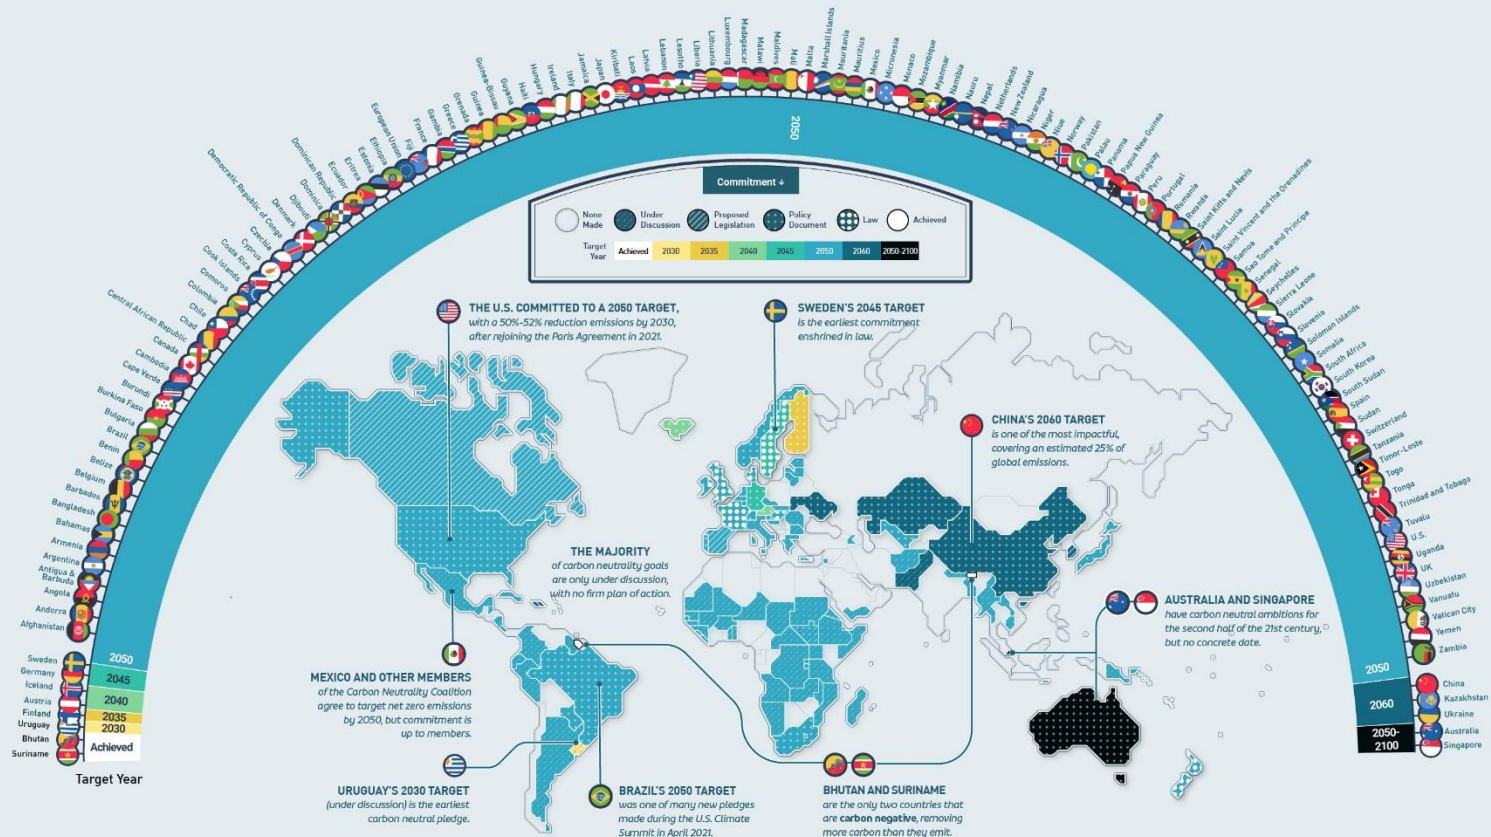 Suriname
Bhutan
Uruguay
Finland
Austria
Iceland
Germany
Sweden
Afghanistan
Andorra
Angola
Antigua &
Barbuda
Argentina
Armenia
Bahamas
Bangladesh
Barbados
Belgium
Belize
Benin
Brazil
Bulgaria
Burkina Faso
Burundi
Cape Verde
Cambodia
Canada
Central African Republic
Chad
Chile
Colombia
Comoros
Cook Islands
Costa Rica
Cyprus
Czechia
Democratic Republic of Congo
Denmark
Djibouti
Dominica
Dominican Republic
Ecuador
Eritrea
Estonia
Ethiopia
European Union
Fiji
France
Gambia
Greece
Grenada
Guinea
Guinea-Bissau
Guyana
Haiti
Hungary
Ireland
Italy
Jamaica
Japan
Kiribati
Laos
Latvia
Lebanon
Lesotho
Liberia
Lithuania
Luxembourg
Madagascar
Malawi
Maldives
Mali
Malta
Marshall Islands
Mauritania
Mauritius
Mexico
Micronesia
Monaco
Mozambique
Myanmar
Namibia
Nauru
Nepal
Netherlands
New Zealand
Nicaragua
Niger
Niue
Norway
Pakistan
Palau
Panama
Papua New Guinea
Paraguay
Peru
Portugal
Romania
Rwanda
Saint Kitts and Nevis
Saint Lucia
Saint Vincent and the Grenadines
Samoa
Sao Tome and Principe
Senegal
Seychelles
Sierra Leone
Slovakia
Slovenia
Solomon Islands
Somalia
South Africa
South Korea
South Sudan
Spain
Sudan
Switzerland
Tanzania
Timor-Leste
Togo
Tonga
Trinidad and Tobago
Tuvalu
U.S.
Uganda
UK
Uzbekistan
Vanuatu
Vatican City
Yemen
Zambia
China
Kazakhstan
Ukraine
Australia
Singapore
2050
2050
2045
2040
2035
2030
Achieved
Target Year
2050
2060
2050-
2100
Commitment ↓
None
Made
Under
Discussion
Proposed
Legislation
Policy
Document
Law
Achieved
Target
Year
Achieved
2030
2035
2040
2045
2050
2060
2050-2100
THE U.S. COMMITTED TO A 2050 TARGET,
with a 50%-52% reduction emissions by 2030,
after rejoining the Paris Agreement in 2021.
SWEDEN'S 2045 TARGET
is the earliest commitment
enshrined in law.
CHINA'S 2060 TARGET
is one of the most impactful,
covering an estimated 25% of
global emissions.
THE MAJORITY
of carbon neutrality goals
are only under discussion,
with no firm plan of action.
AUSTRALIA AND SINGAPORE
have carbon neutral ambitions for
the second half of the 21st century,
but no concrete date.
MEXICO AND OTHER MEMBERS
of the Carbon Neutrality Coalition
agree to target net zero emissions
by 2050, but commitment is
up to members.
URUGUAY'S 2030 TARGET
(under discussion) is the earliest
carbon neutral pledge.
BRAZIL'S 2050 TARGET
was one of many new pledges
made during the U.S. Climate
Summit in April 2021.
BHUTAN AND SURINAME
are the only two countries that
are carbon negative, removing
more carbon than they emit.